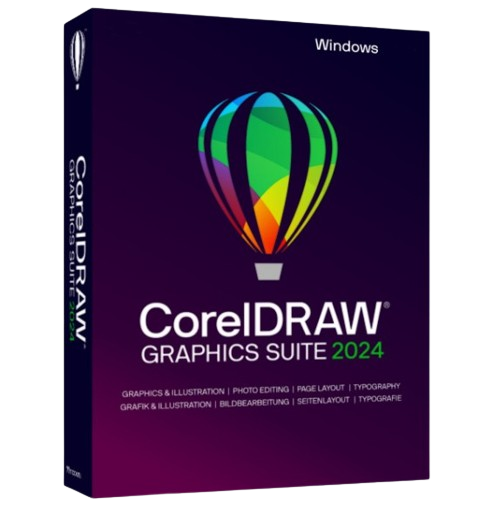 Windows
CorelDRAW®
GRAPHICS SUITE 2024
GRAPHICS & ILLUSTRATION | PHOTO EDITING | PAGE LAYOUT | TYPOGRAPHY
GRAFIK & ILLUSTRATION | BILDBEARBEITUNG | SEITENLAYOUT | TYPOGRAFIE
CorelDRAW
GRAPHICS SUITE 2024